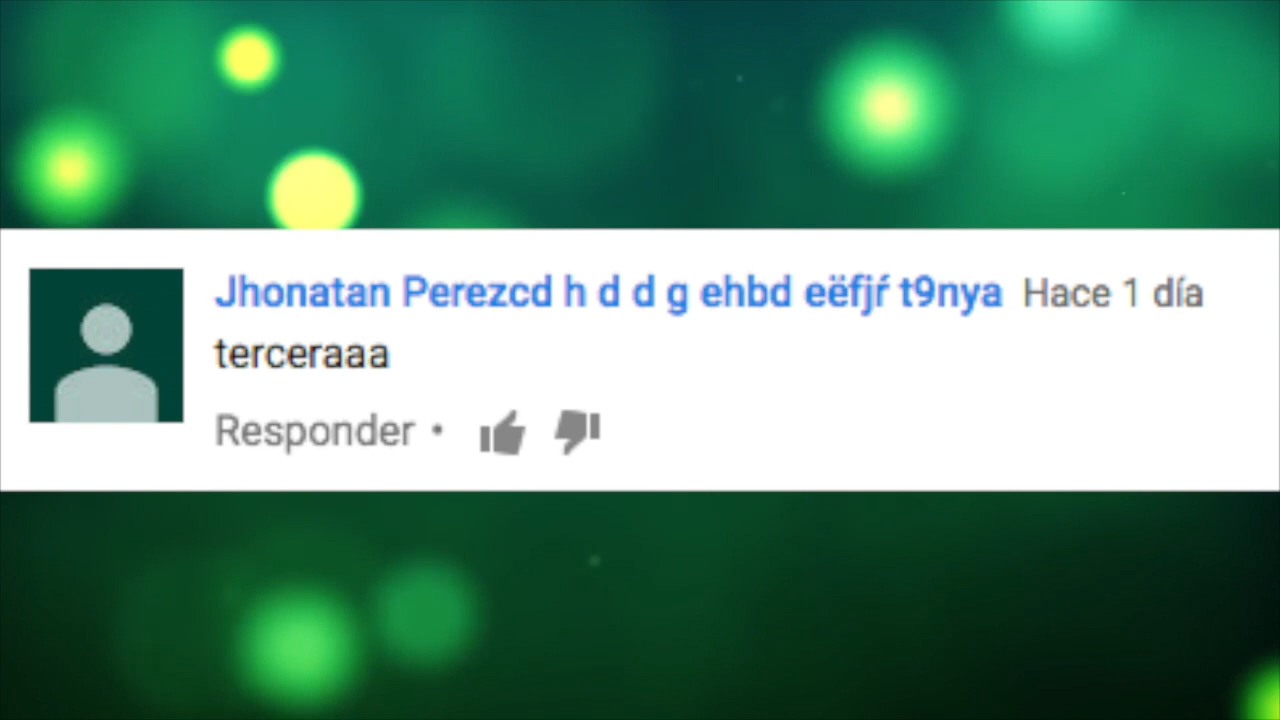 Jhonatan Perezcd h d d g ehbd eëfjŕ t9nya Hace 1 día
terceraaa
Responder •